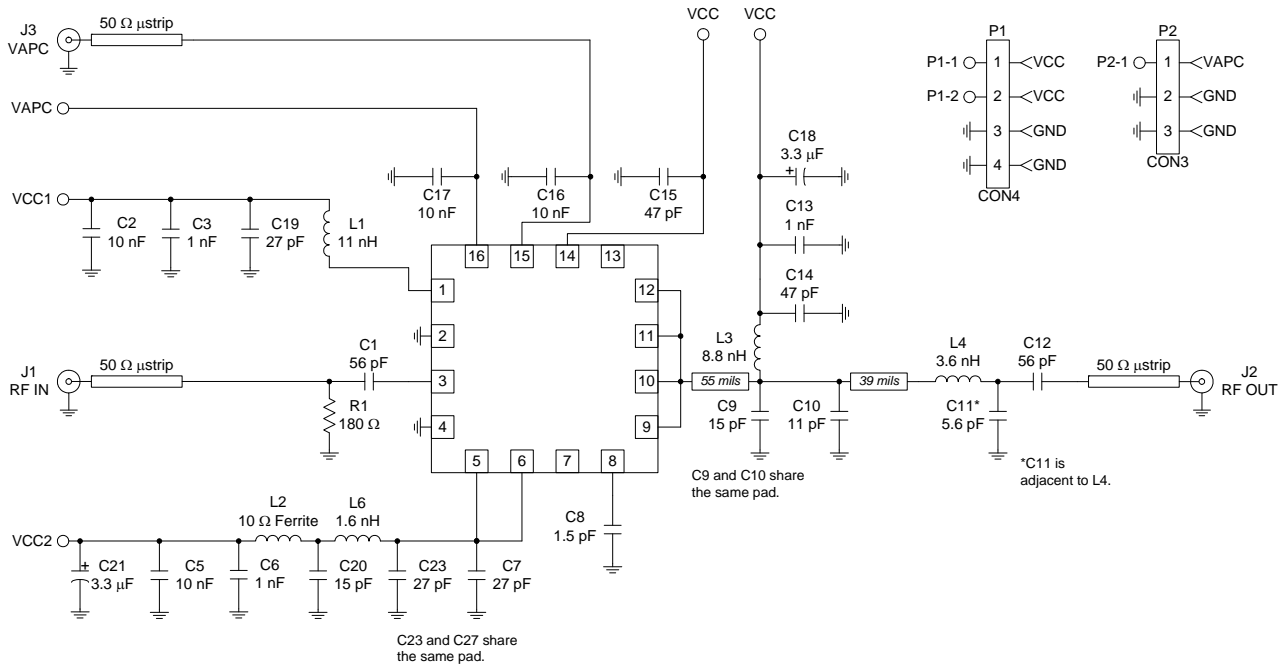 J3
VAPC
50 Ω μstrip
VCC
VCC
P1
P1-1
1
VCC
P1-2
2
VCC
3
GND
4
GND
CON4
P2
P2-1
1
VAPC
2
GND
3
GND
CON3
VAPC
C17
10 nF
C16
10 nF
C15
47 pF
C18
3.3 μF
+
C13
1 nF
C14
47 pF
VCC1
C2
10 nF
C3
1 nF
C19
27 pF
L1
11 nH
16
15
14
13
1
2
3
4
12
11
10
9
5
6
7
8
J1
RF IN
50 Ω μstrip
C1
56 pF
R1
180 Ω
L3
8.8 nH
55 mils
C9
15 pF
C10
11 pF
39 mils
L4
3.6 nH
C11*
5.6 pF
C12
56 pF
50 Ω μstrip
J2
RF OUT
C9 and C10 share
the same pad.
*C11 is
adjacent to L4.
VCC2
+
C21
3.3 μF
C5
10 nF
C6
1 nF
L2
10 Ω Ferrite
L6
1.6 nH
C20
15 pF
C23
27 pF
C7
27 pF
C8
1.5 pF
C23 and C27 share
the same pad.